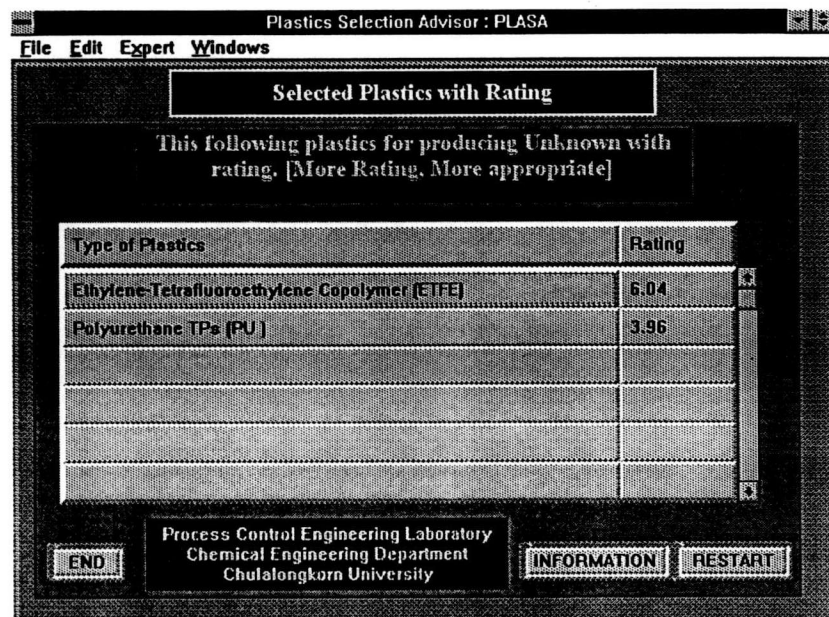 Plastics Selection Advisor : PLASA
File Edit Expert Windows
Selected Plastics with Rating
This following plastics for producing Unknown with
rating. [More Rating, More appropriate]
Type of Plastics Rating
Ethylene-Tetrafluoroethylene Copolymer (ETFE) 6.04
Polyurethane TPs (PU ) 3.96
Process Control Engineering Laboratory
Chemical Engineering Department
Chulalongkorn University
END INFORMATION RESTART